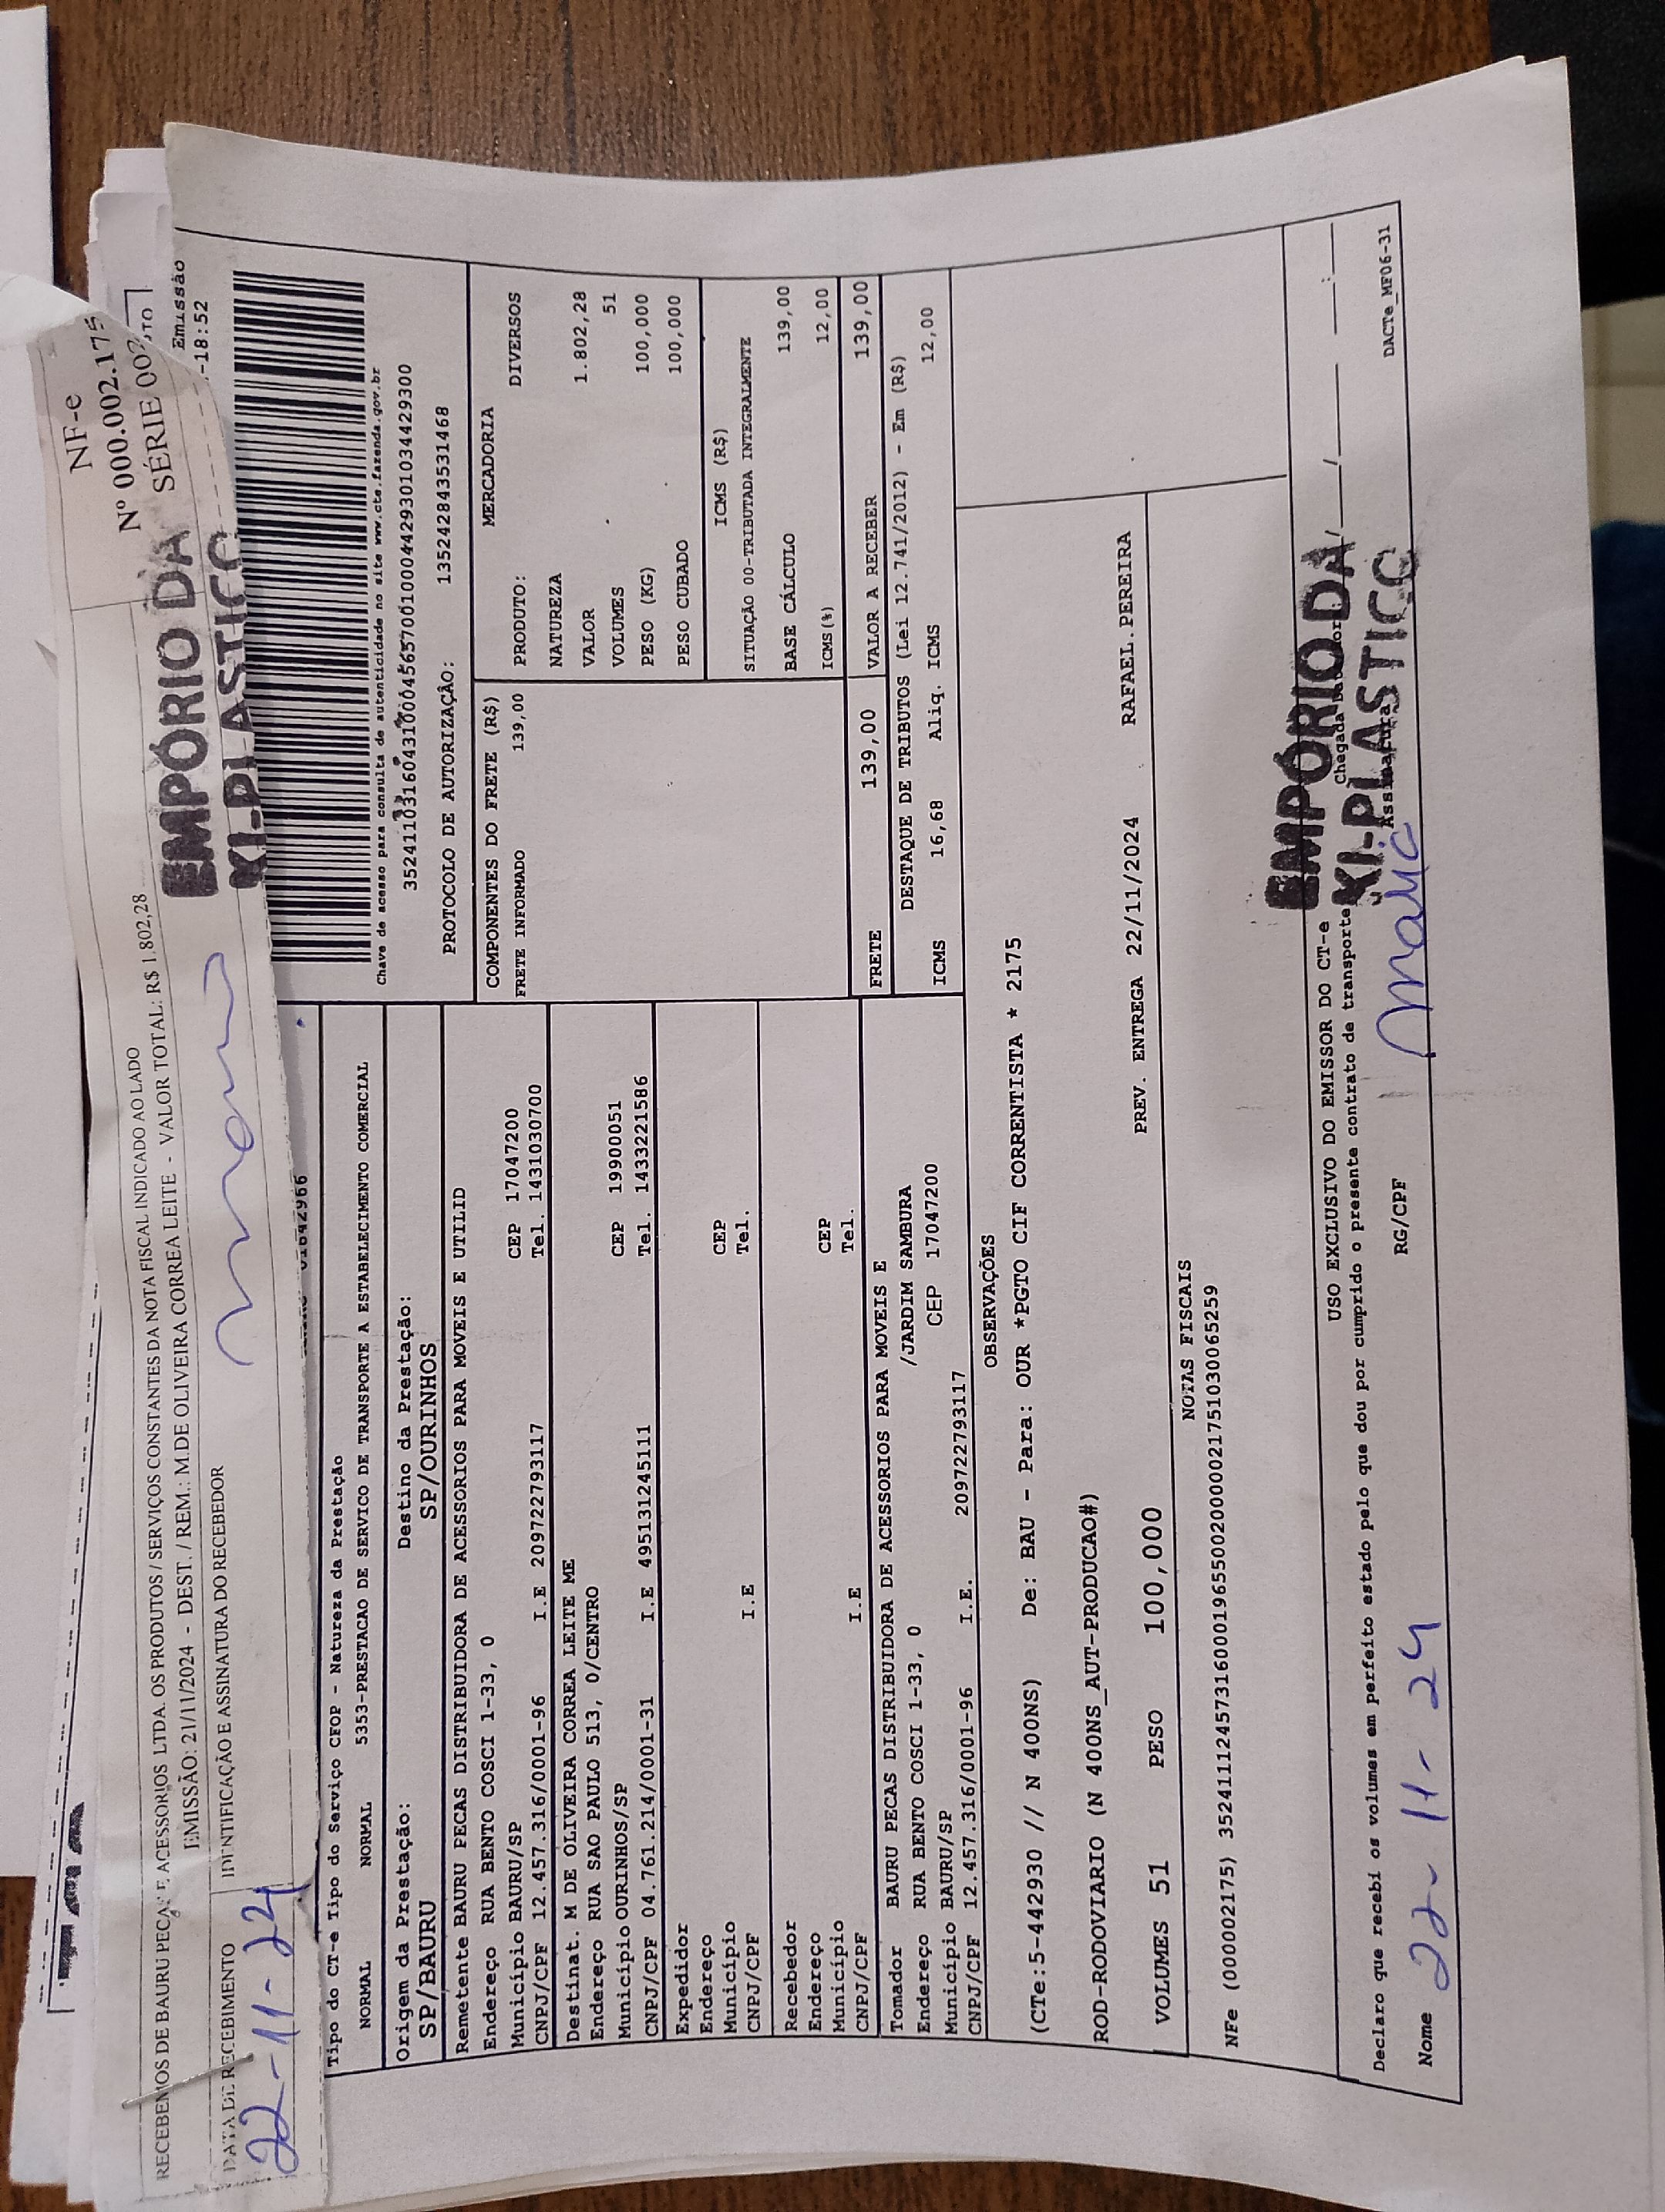 RECEBEMOS DE BAURU PEÇAS E ACESSORIOS LTDA. OS PRODUTOS / SERVIÇOS CONSTANTES DA NOTA FISCAL INDICADO AO LADO
EMISSÃO: 21/11/2024 - DEST. / REM.: M.DE OLIVEIRA CORREA LEITE - VALOR TOTAL: R$ 1.802,28
DATA DE RECEBIMENTO
IDENTIFICAÇÃO E ASSINATURA DO RECEBEDOR
22-11-24
NF-e
Nº 000.002.175
SÉRIE 002
EMPÓRIO DA
KI-PLASTICO
Emissão
-18:52
Tipo do CT-e Tipo do Serviço CFOP - Natureza da Prestação
NORMAL NORMAL 5353-PRESTACAO DE SERVICO DE TRANSPORTE A ESTABELECIMENTO COMERCIAL
Origem da Prestação: Destino da Prestação:
SP/BAURU SP/OURINHOS
Chave de acesso para consulta de autenticidade no site www.cte.fazenda.gov.br
PROTOCOLO DE AUTORIZAÇÃO: 135242843531468
Remetente BAURU PECAS DISTRIBUIDORA DE ACESSORIOS PARA MOVEIS E UTILID
Endereço RUA BENTO COSCI 1-33, 0
Município BAURU/SP CEP 17047200
CNPJ/CPF 12.457.316/0001-96 I.E 209722793117 Tel. 1431030700
Destinat. M DE OLIVEIRA CORREA LEITE ME
Endereço RUA SAO PAULO 513, 0/CENTRO
Município OURINHOS/SP CEP 19900051
CNPJ/CPF 04.761.214/0001-31 I.E 495131245111 Tel. 1433221586
Expedidor
Endereço
Município CEP
CNPJ/CPF I.E Tel.
Recebedor
Endereço
Município CEP
CNPJ/CPF I.E Tel.
Tomador BAURU PECAS DISTRIBUIDORA DE ACESSORIOS PARA MOVEIS E
Endereço RUA BENTO COSCI 1-33, 0 /JARDIM SAMBURA
Município BAURU/SP CEP 17047200
CNPJ/CPF 12.457.316/0001-96 I.E. 209722793117
COMPONENTES DO FRETE (R$)
FRETE INFORMADO 139,00
MERCADORIA
PRODUTO: DIVERSOS
NATUREZA
VALOR 1.802,28
VOLUMES 51
PESO (KG) 100,000
PESO CUBADO 100,000
ICMS (R$)
SITUAÇÃO 00-TRIBUTADA INTEGRALMENTE
BASE CÁLCULO 139,00
ICMS(%) 12,00
FRETE 139,00 VALOR A RECEBER 139,00
DESTAQUE DE TRIBUTOS (Lei 12.741/2012) - Em (R$)
ICMS 16,68 Aliq. ICMS 12,00
OBSERVAÇÕES
(CTe:5-442930 // N 400NS) De: BAU - Para: OUR *PGTO CIF CORRENTISTA * 2175
ROD-RODOVIARIO (N 400NS_AUT-PRODUCAO#)
VOLUMES 51 PESO 100,000 PREV. ENTREGA 22/11/2024 RAFAEL.PEREIRA
NOTAS FISCAIS
NFe (000002175) 35241112457316000196550020000021751030065259
USO EXCLUSIVO DO EMISSOR DO CT-e
Declaro que recebi os volumes em perfeito estado pelo que dou por cumprido o presente contrato de transporte
EMPÓRIO DA
KI-PLASTICO
Chegada
Nome 22-11-24 RG/CPF Assinatura
DACTe_MF06-31